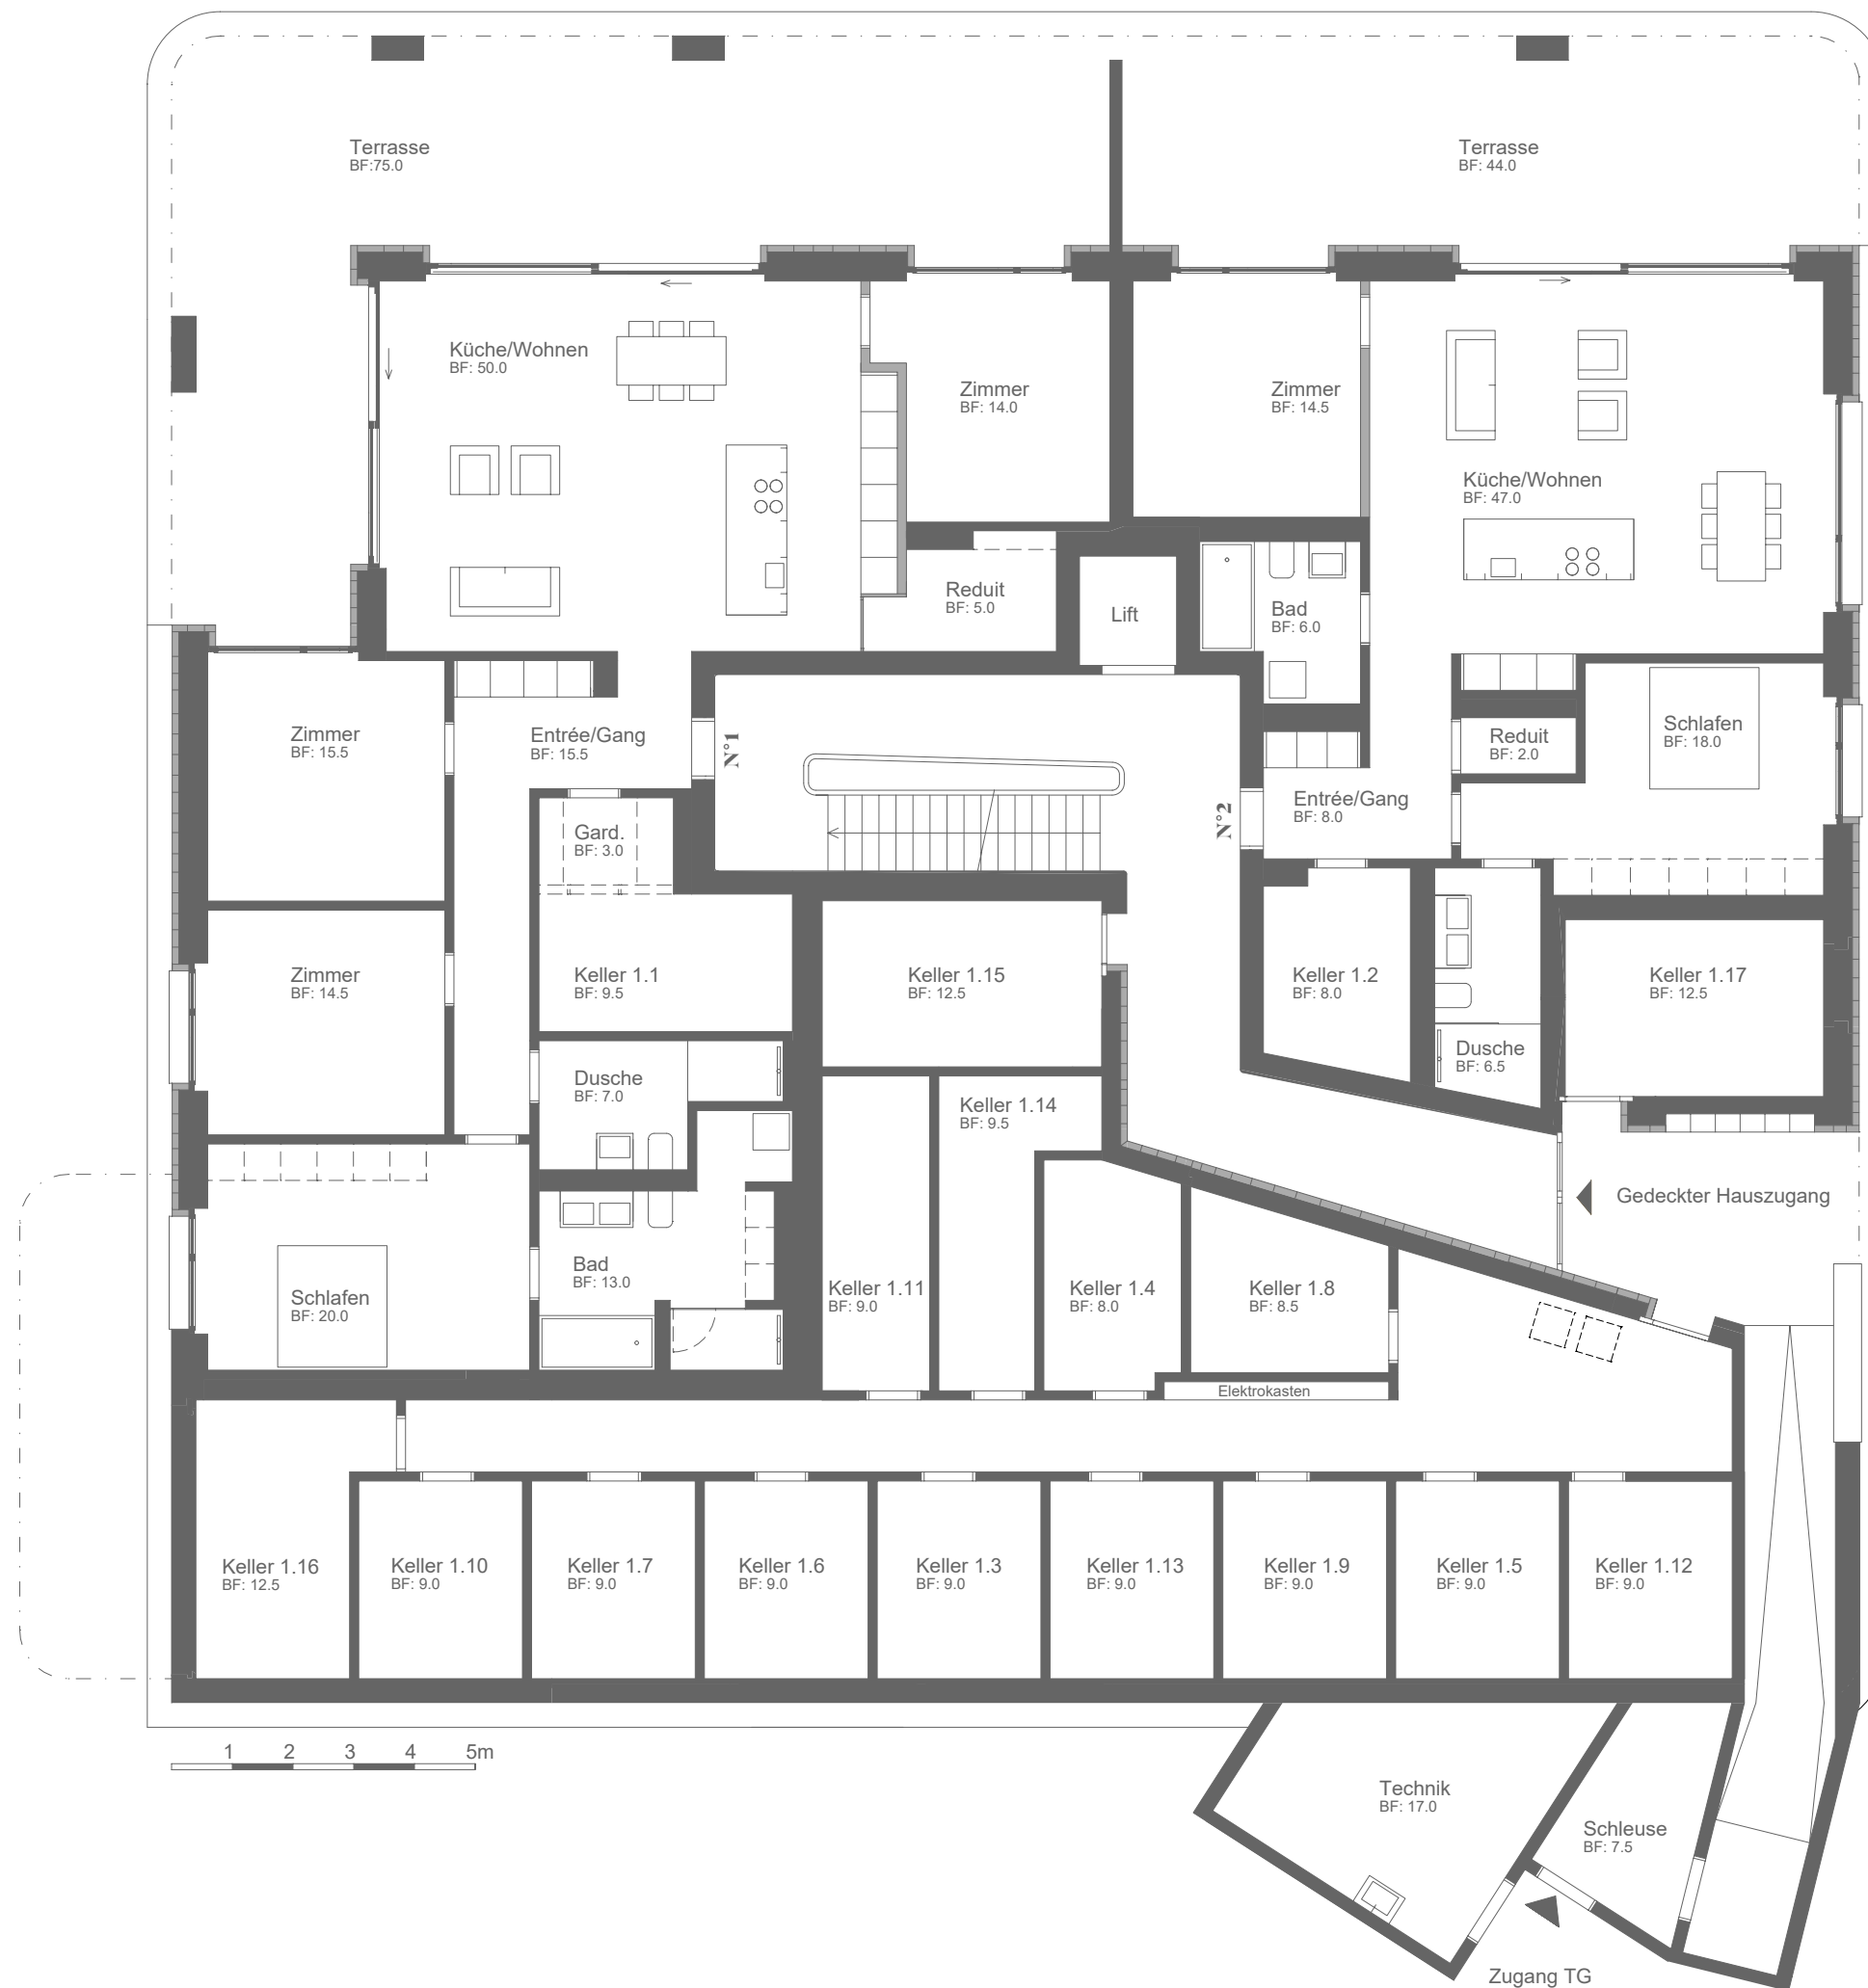 Terrasse
BF:75.0
Terrasse
BF: 44.0
Küche/Wohnen
BF: 50.0
Zimmer
BF: 14.0
Zimmer
BF: 14.5
Küche/Wohnen
BF: 47.0
Reduit
BF: 5.0
Lift
Bad
BF: 6.0
Zimmer
BF: 15.5
Entrée/Gang
BF: 15.5
N°1
Reduit
BF: 2.0
Schlafen
BF: 18.0
Gard.
BF: 3.0
N°2
Entrée/Gang
BF: 8.0
Zimmer
BF: 14.5
Keller 1.1
BF: 9.5
Keller 1.15
BF: 12.5
Keller 1.2
BF: 8.0
Keller 1.17
BF: 12.5
Dusche
BF: 7.0
Keller 1.14
BF: 9.5
Dusche
BF: 6.5
Gedeckter Hauszugang
Schlafen
BF: 20.0
Bad
BF: 13.0
Keller 1.11
BF: 9.0
Keller 1.4
BF: 8.0
Keller 1.8
BF: 8.5
Elektrokasten
Keller 1.16
BF: 12.5
Keller 1.10
BF: 9.0
Keller 1.7
BF: 9.0
Keller 1.6
BF: 9.0
Keller 1.3
BF: 9.0
Keller 1.13
BF: 9.0
Keller 1.9
BF: 9.0
Keller 1.5
BF: 9.0
Keller 1.12
BF: 9.0
1 2 3 4 5m
Technik
BF: 17.0
Schleuse
BF: 7.5
Zugang TG